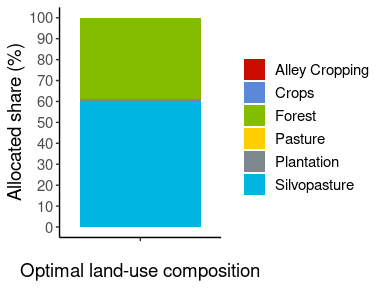 100
90
80
70
60
50
40
30
20
10
0
Allocated share (%)
Optimal land-use composition
Alley Cropping
Crops
Forest
Pasture
Plantation
Silvopasture